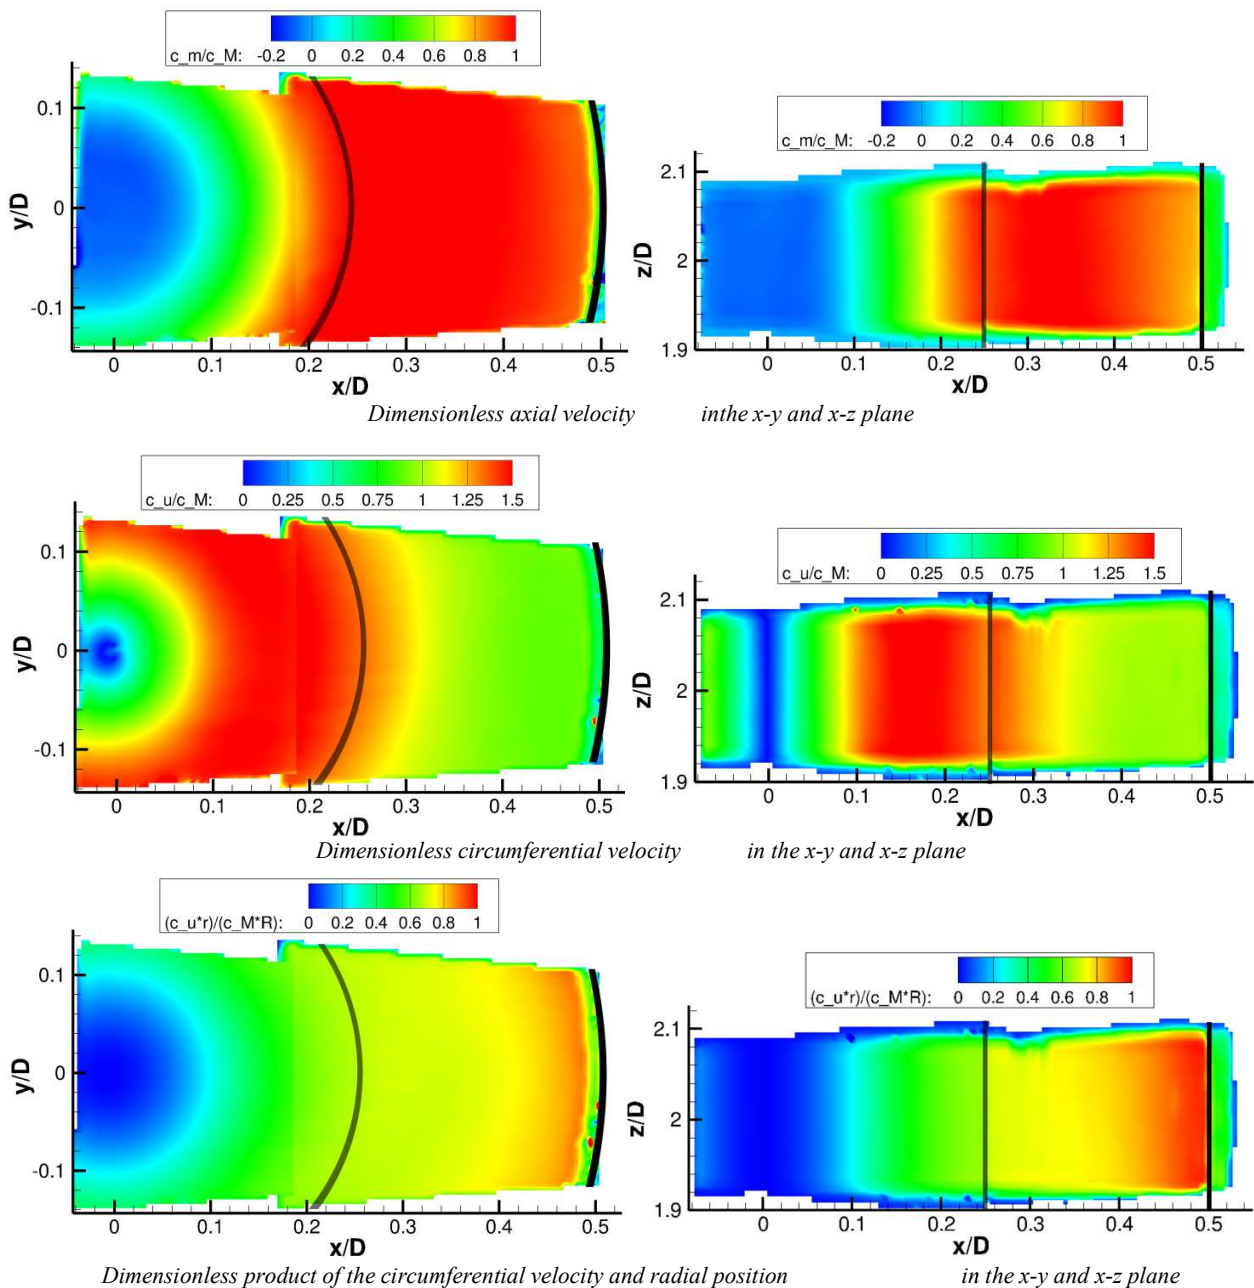 c_m/c_M: -0.2 0 0.2 0.4 0.6 0.8 1
0.1
0
-0.1
y/D
0 0.1 0.2 0.3 0.4 0.5
x/D
c_m/c_M: -0.2 0 0.2 0.4 0.6 0.8 1
2.1
2
1.9
z/D
0 0.1 0.2 0.3 0.4 0.5
x/D
Dimensionless axial velocity inthe x-y and x-z plane
c_u/c_M: 0 0.25 0.5 0.75 1 1.25 1.5
0.1
0
-0.1
y/D
0 0.1 0.2 0.3 0.4 0.5
x/D
c_u/c_M: 0 0.25 0.5 0.75 1 1.25 1.5
2.1
2
1.9
z/D
0 0.1 0.2 0.3 0.4 0.5
x/D
Dimensionless circumferential velocity in the x-y and x-z plane
(c_u*r)/(c_M*R): 0 0.2 0.4 0.6 0.8 1
0.1
0
-0.1
y/D
0 0.1 0.2 0.3 0.4 0.5
x/D
(c_u*r)/(c_M*R): 0 0.2 0.4 0.6 0.8 1
2.1
2
1.9
z/D
0 0.1 0.2 0.3 0.4 0.5
x/D
Dimensionless product of the circumferential velocity and radial position in the x-y and x-z plane